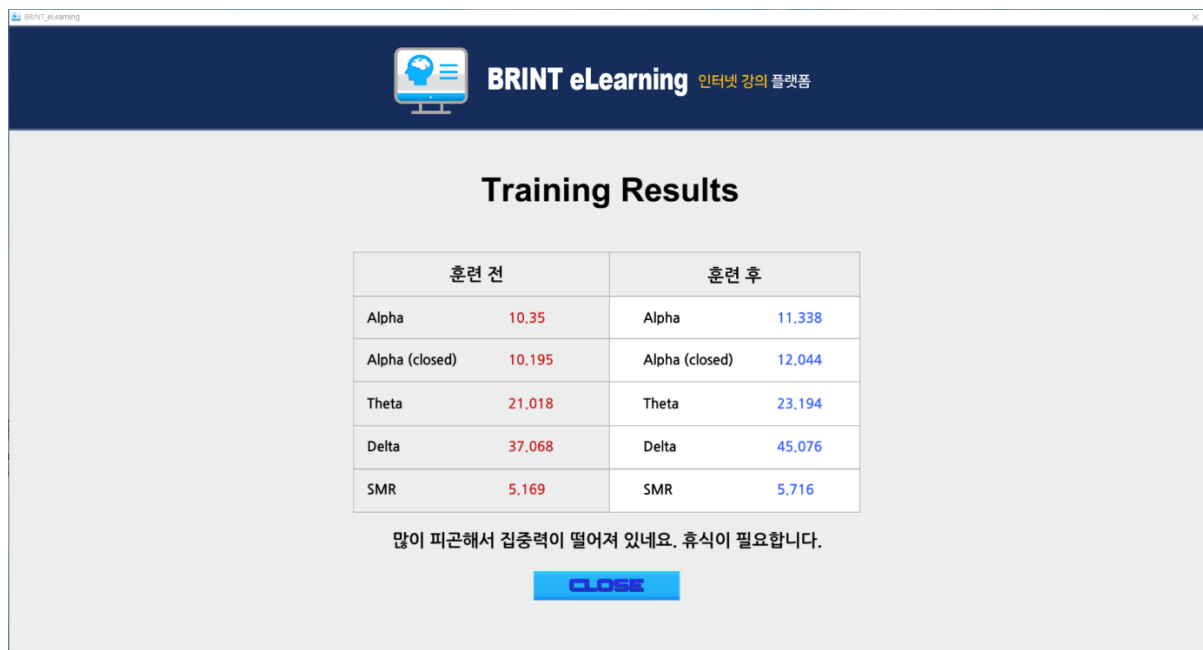 BRINT_eLearning
BRINT eLearning 인터넷 강의 플랫폼
Training Results
훈련 전 훈련 후
Alpha 10.35 Alpha 11.338
Alpha (closed) 10.195 Alpha (closed) 12.044
Theta 21.018 Theta 23.194
Delta 37.068 Delta 45.076
SMR 5.169 SMR 5.716
많이 피곤해서 집중력이 떨어져 있네요. 휴식이 필요합니다.
CLOSE